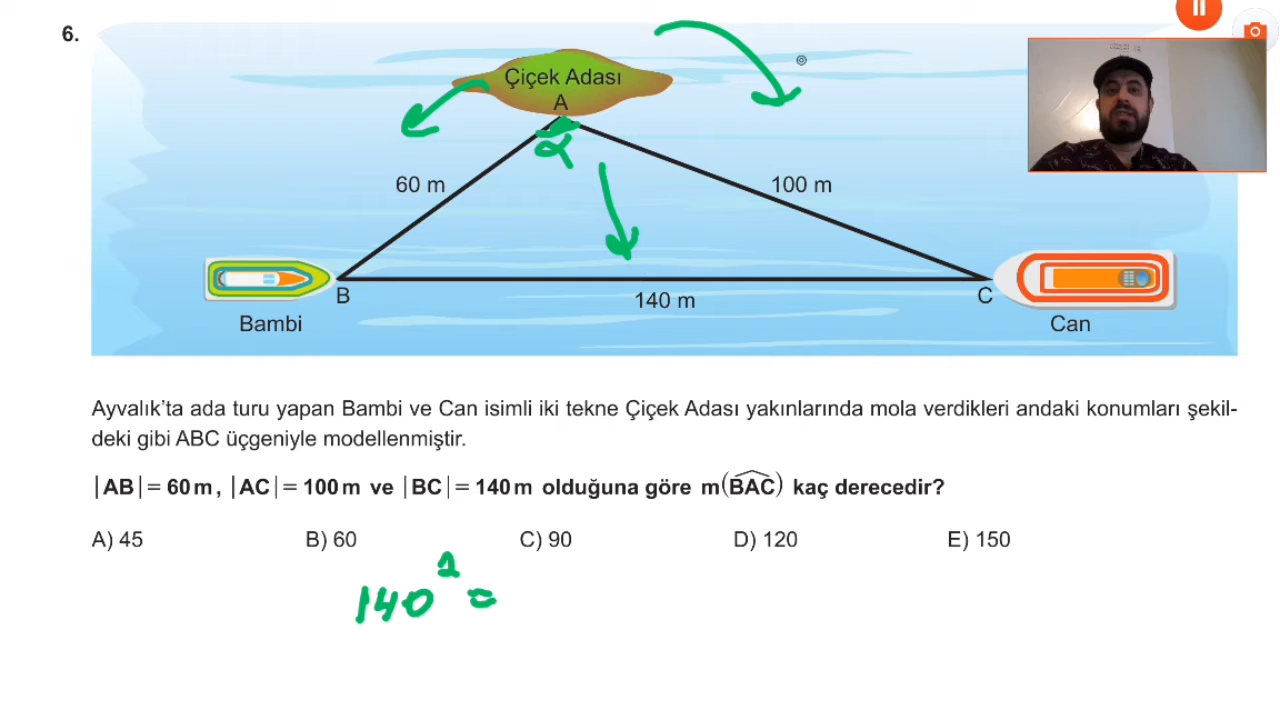 6.
Çiçek Adası
A
α
60 m
100 m
B
140 m
C
Bambi
Can
Ayvalık’ta ada turu yapan Bambi ve Can isimli iki tekne Çiçek Adası yakınlarında mola verdikleri andaki konumları şekil-
deki gibi ABC üçgeniyle modellenmiştir.
|AB| = 60 m, |AC| = 100 m ve |BC| = 140 m olduğuna göre m(BAC) kaç derecedir?
A) 45 B) 60 C) 90 D) 120 E) 150
140² =